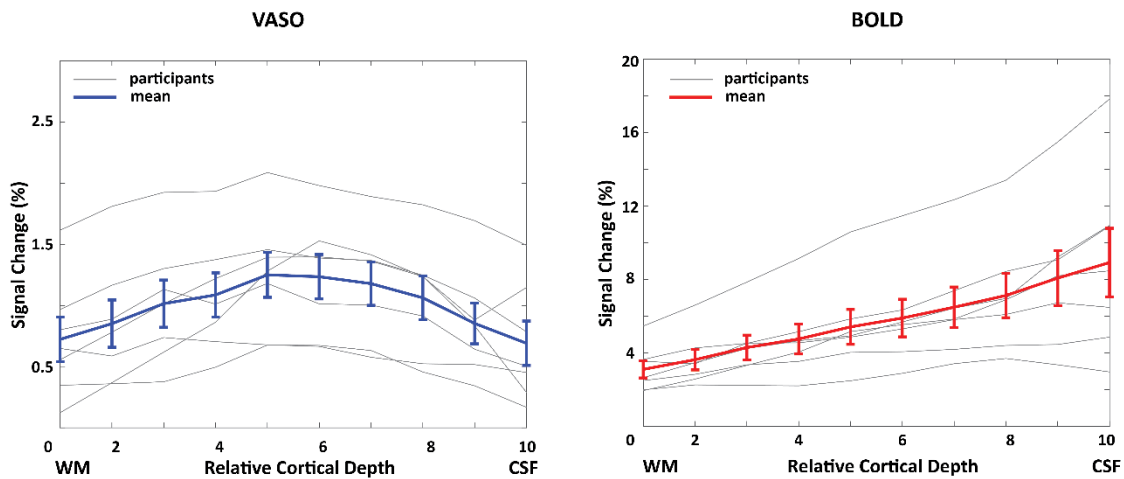 VASO
participants
mean
2.5
1.5
0.5
Signal Change (%)
0 2 4 6 8 10
WM Relative Cortical Depth CSF
BOLD
participants
mean
20
16
12
8
4
0
Signal Change (%)
0 2 4 6 8 10
WM Relative Cortical Depth CSF